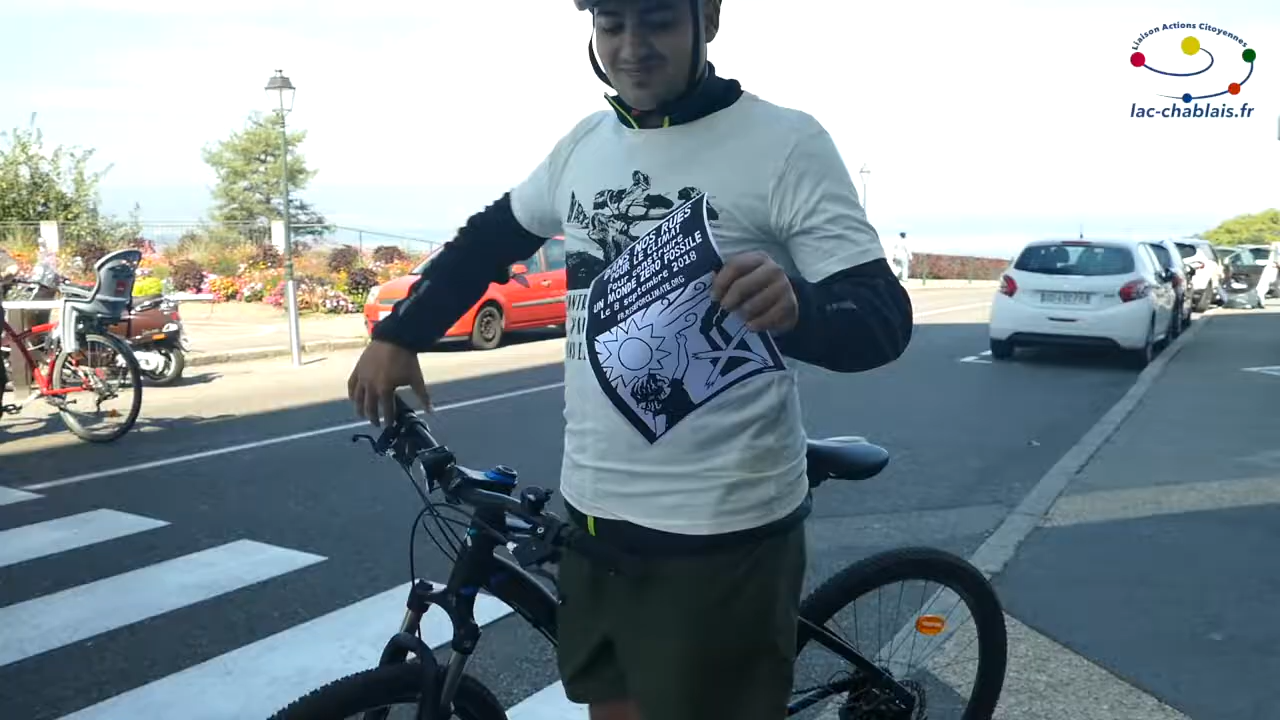 Liaison Actions Citoyennes
lac-chablais.fr
DANS NOS RUES
POUR LE CLIMAT
Pour construire
UN MONDE ZÉRO FOSSILE
Le 8 septembre 2018
FR.RISEFORCLIMATE.ORG